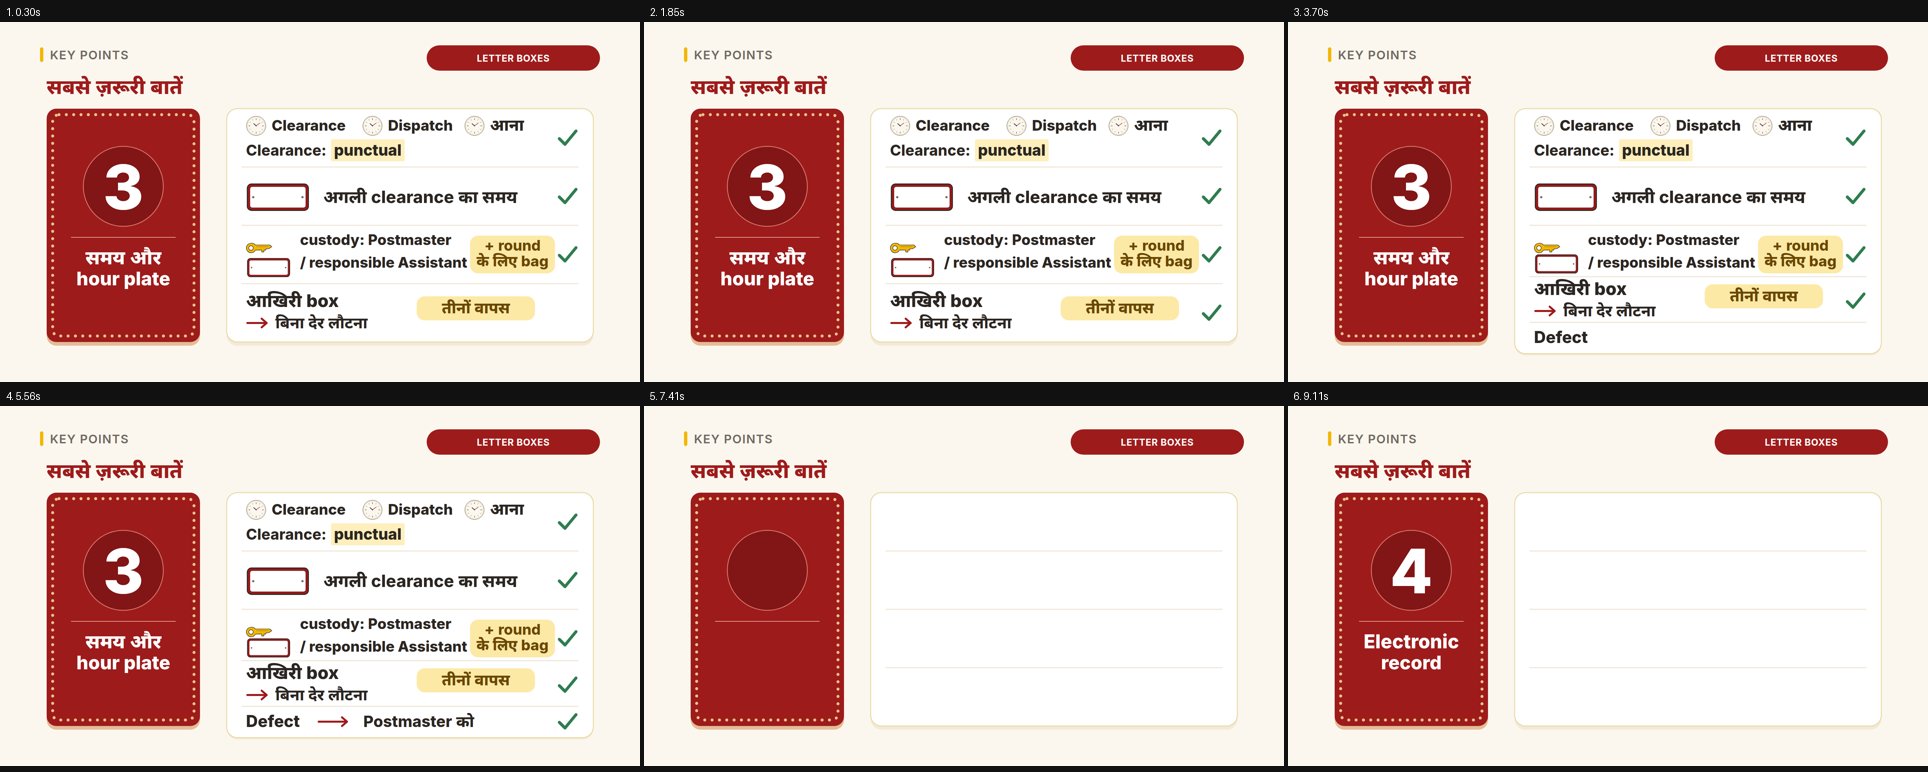 1. 0.30s
KEY POINTS
LETTER BOXES
सबसे ज़रूरी बातें
3
समय और
hour plate
Clearance Dispatch आना
Clearance: punctual
अगली clearance का समय
custody: Postmaster
/ responsible Assistant
+ round
के लिए bag
आखिरी box
→ बिना देर लौटना
तीनों वापस
2. 1.85s
KEY POINTS
LETTER BOXES
सबसे ज़रूरी बातें
3
समय और
hour plate
Clearance Dispatch आना
Clearance: punctual
अगली clearance का समय
custody: Postmaster
/ responsible Assistant
+ round
के लिए bag
आखिरी box
→ बिना देर लौटना
तीनों वापस
3. 3.70s
KEY POINTS
LETTER BOXES
सबसे ज़रूरी बातें
3
समय और
hour plate
Clearance Dispatch आना
Clearance: punctual
अगली clearance का समय
custody: Postmaster
/ responsible Assistant
+ round
के लिए bag
आखिरी box
→ बिना देर लौटना
तीनों वापस
Defect
4. 5.56s
KEY POINTS
LETTER BOXES
सबसे ज़रूरी बातें
3
समय और
hour plate
Clearance Dispatch आना
Clearance: punctual
अगली clearance का समय
custody: Postmaster
/ responsible Assistant
+ round
के लिए bag
आखिरी box
→ बिना देर लौटना
तीनों वापस
Defect → Postmaster को
5. 7.41s
KEY POINTS
LETTER BOXES
सबसे ज़रूरी बातें
6. 9.11s
KEY POINTS
LETTER BOXES
सबसे ज़रूरी बातें
4
Electronic
record